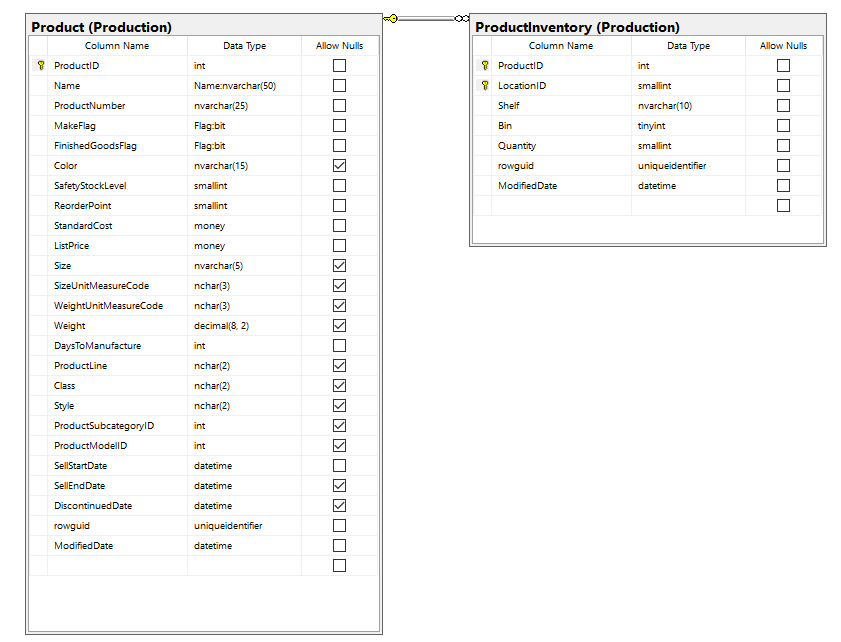 Product (Production)
Column Name Data Type Allow Nulls
ProductID int
Name Name:nvarchar(50)
ProductNumber nvarchar(25)
MakeFlag Flag:bit
FinishedGoodsFlag Flag:bit
Color nvarchar(15)
SafetyStockLevel smallint
ReorderPoint smallint
StandardCost money
ListPrice money
Size nvarchar(5)
SizeUnitMeasureCode nchar(3)
WeightUnitMeasureCode nchar(3)
Weight decimal(8, 2)
DaysToManufacture int
ProductLine nchar(2)
Class nchar(2)
Style nchar(2)
ProductSubcategoryID int
ProductModelID int
SellStartDate datetime
SellEndDate datetime
DiscontinuedDate datetime
rowguid uniqueidentifier
ModifiedDate datetime
ProductInventory (Production)
Column Name Data Type Allow Nulls
ProductID int
LocationID smallint
Shelf nvarchar(10)
Bin tinyint
Quantity smallint
rowguid uniqueidentifier
ModifiedDate datetime